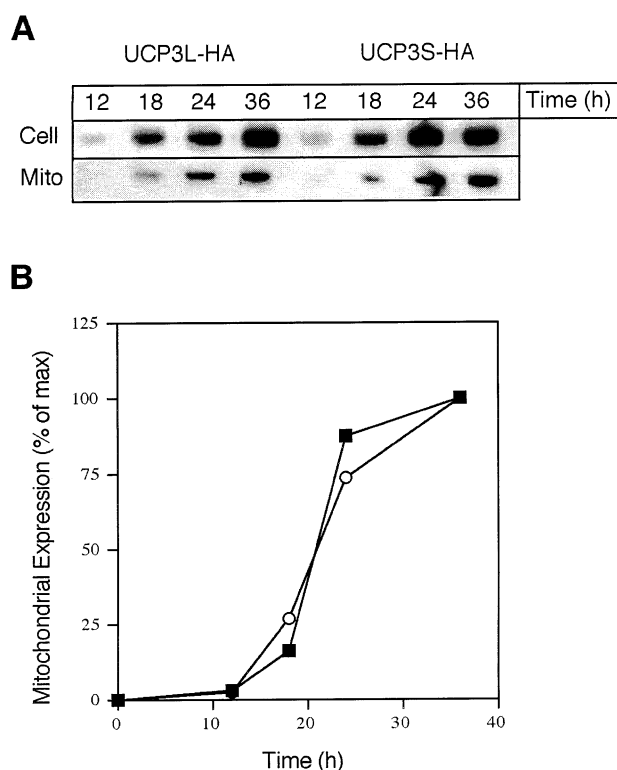 A
UCP3L-HA UCP3S-HA
12 18 24 36 12 18 24 36 Time (h)
Cell
Mito
B
Mitochondrial Expression (% of max)
125
100
75
50
25
0
0 10 20 30 40
Time (h)